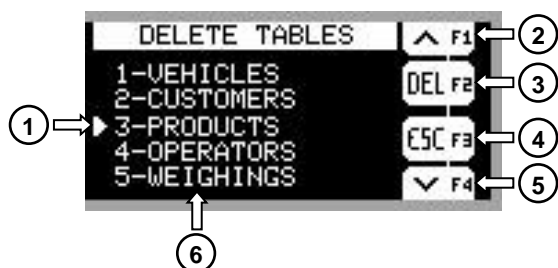 DELETE TABLES
F1
2
1-VEHICLES
DEL F2
3
2-CUSTOMERS
1
3-PRODUCTS
ESC F3
4
4-OPERATORS
5-WEIGHINGS
F4
5
6